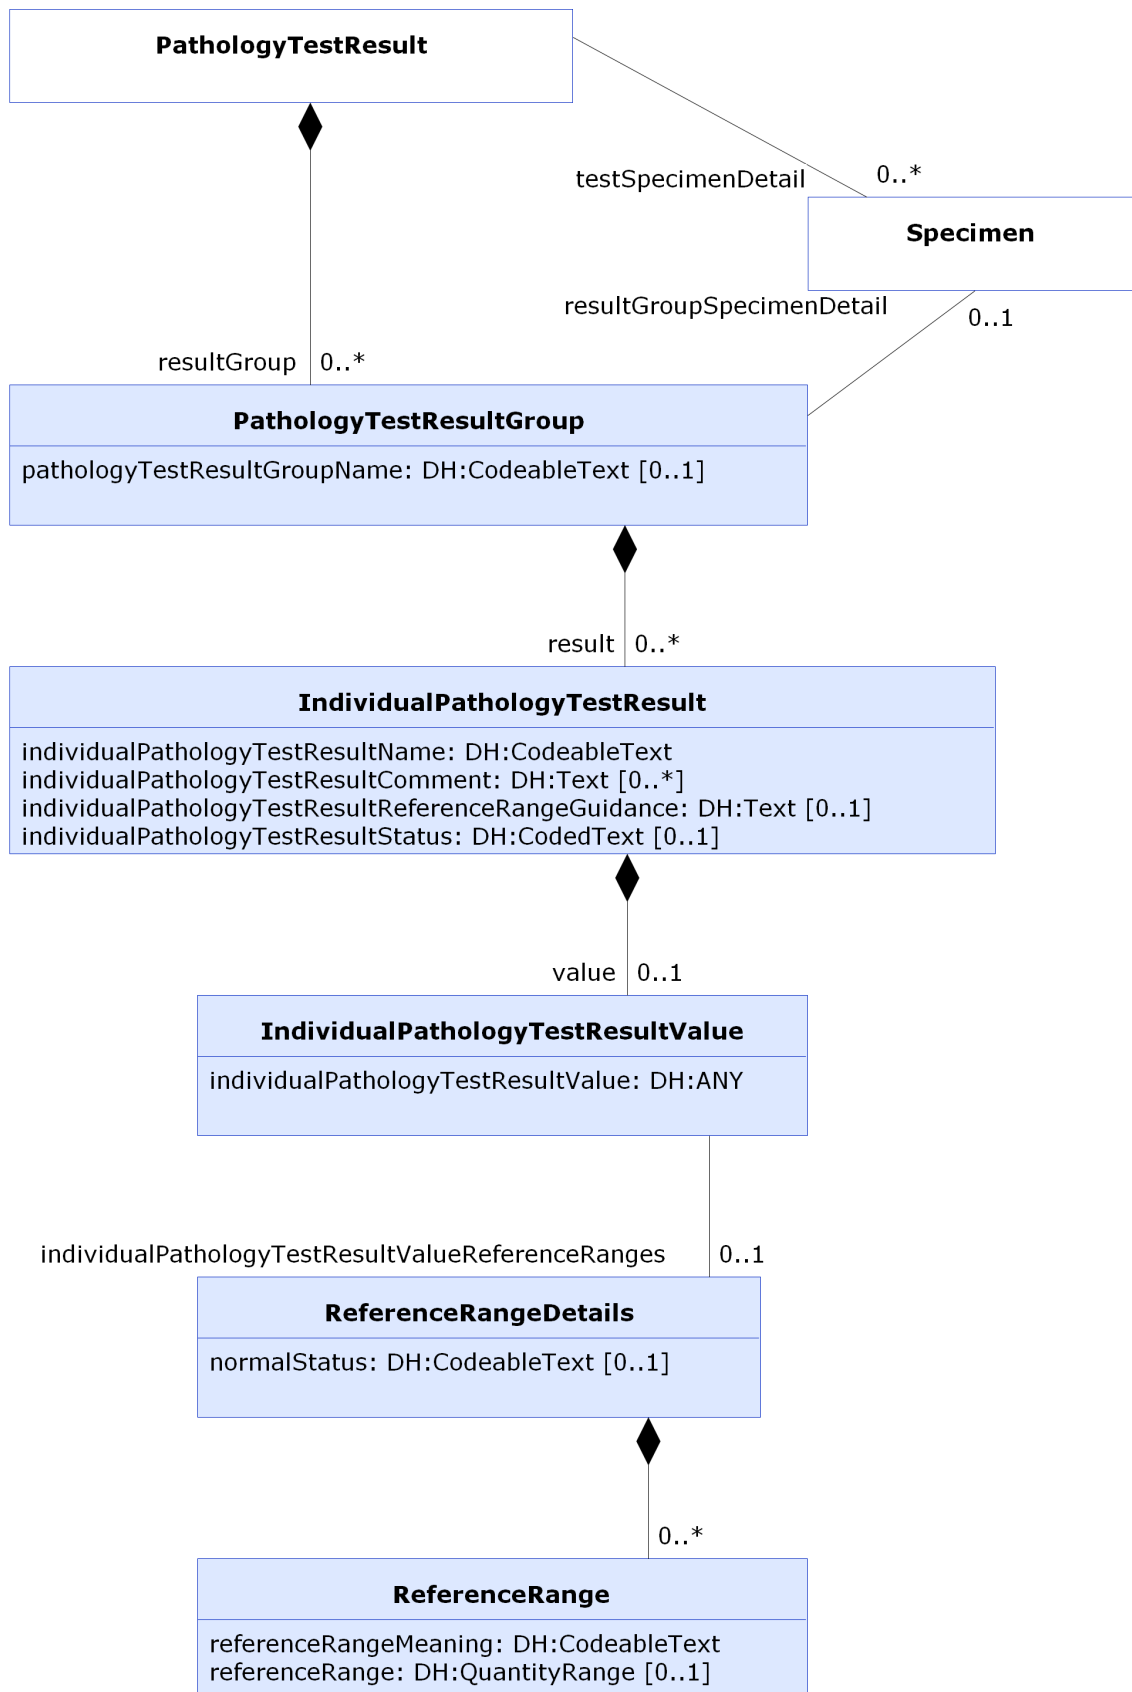 PathologyTestResult
testSpecimenDetail 0..*
Specimen
resultGroupSpecimenDetail 0..1
resultGroup 0..*
PathologyTestResultGroup
pathologyTestResultGroupName: DH:CodeableText [0..1]
result 0..*
IndividualPathologyTestResult
individualPathologyTestResultName: DH:CodeableText
individualPathologyTestResultComment: DH:Text [0..*]
individualPathologyTestResultReferenceRangeGuidance: DH:Text [0..1]
individualPathologyTestResultStatus: DH:CodedText [0..1]
value 0..1
IndividualPathologyTestResultValue
individualPathologyTestResultValue: DH:ANY
individualPathologyTestResultValueReferenceRanges 0..1
ReferenceRangeDetails
normalStatus: DH:CodeableText [0..1]
0..*
ReferenceRange
referenceRangeMeaning: DH:CodeableText
referenceRange: DH:QuantityRange [0..1]